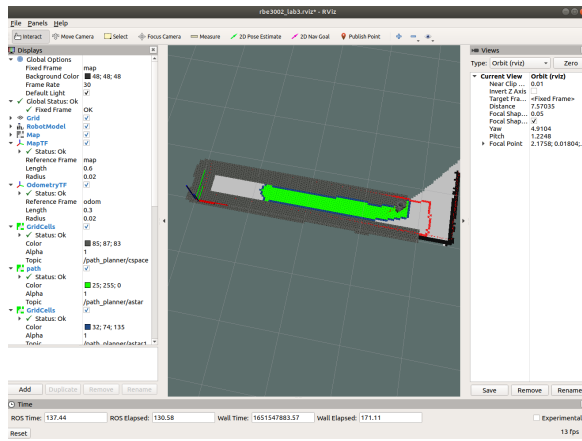 rbe3002_lab3.rviz* - RViz
File Panels Help
Interact Move Camera Select Focus Camera Measure 2D Pose Estimate 2D Nav Goal Publish Point
Displays
Global Options
Fixed Frame map
Background Color 48; 48; 48
Frame Rate 30
Default Light
Global Status: Ok
Fixed Frame OK
Grid
RobotModel
Map
MapTF
Status: Ok
Reference Frame map
Length 0.6
Radius 0.02
OdometryTF
Reference Frame odom
Length 0.3
Radius 0.02
GridCells
Status: Ok
Color 85; 87; 83
Alpha 1
Topic /path_planner/cspace
path
Status: Ok
Color 25; 255; 0
Alpha 1
Topic /path_planner/astar
GridCells
Status: Ok
Color 32; 74; 135
Alpha 1
Topic /path_planner/astar1
Add Duplicate Remove Rename
Views
Type: Orbit (rviz) Zero
Current View Orbit (rviz)
Near Clip ... 0.01
Invert Z Axis
Target Fra... <Fixed Frame>
Distance 7.57035
Focal Shap... 0.05
Focal Shap...
Yaw 4.9104
Pitch 1.2248
Focal Point 2.1758; 0.01804;
Save Remove Rename
Time
ROS Time: 137.44 ROS Elapsed: 130.58 Wall Time: 1651547883.57 Wall Elapsed: 171.11 Experimental
Reset 13 fps